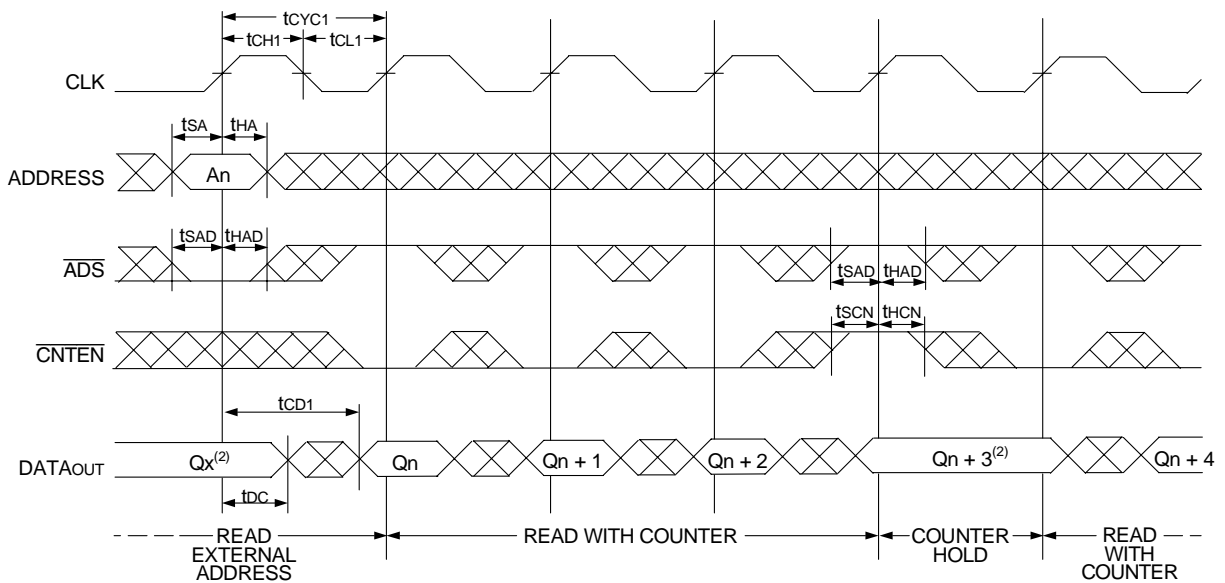 tCYC1
tCH1 tCL1
CLK
tSA tHA
ADDRESS An
tSAD tHAD
ADS
tSAD tHAD
tSCN tHCN
CNTEN
tCD1
DATAOUT Qx(2) Qn Qn + 1 Qn + 2 Qn + 3(2) Qn + 4
tDC
READ EXTERNAL ADDRESS
READ WITH COUNTER
COUNTER HOLD
READ WITH COUNTER